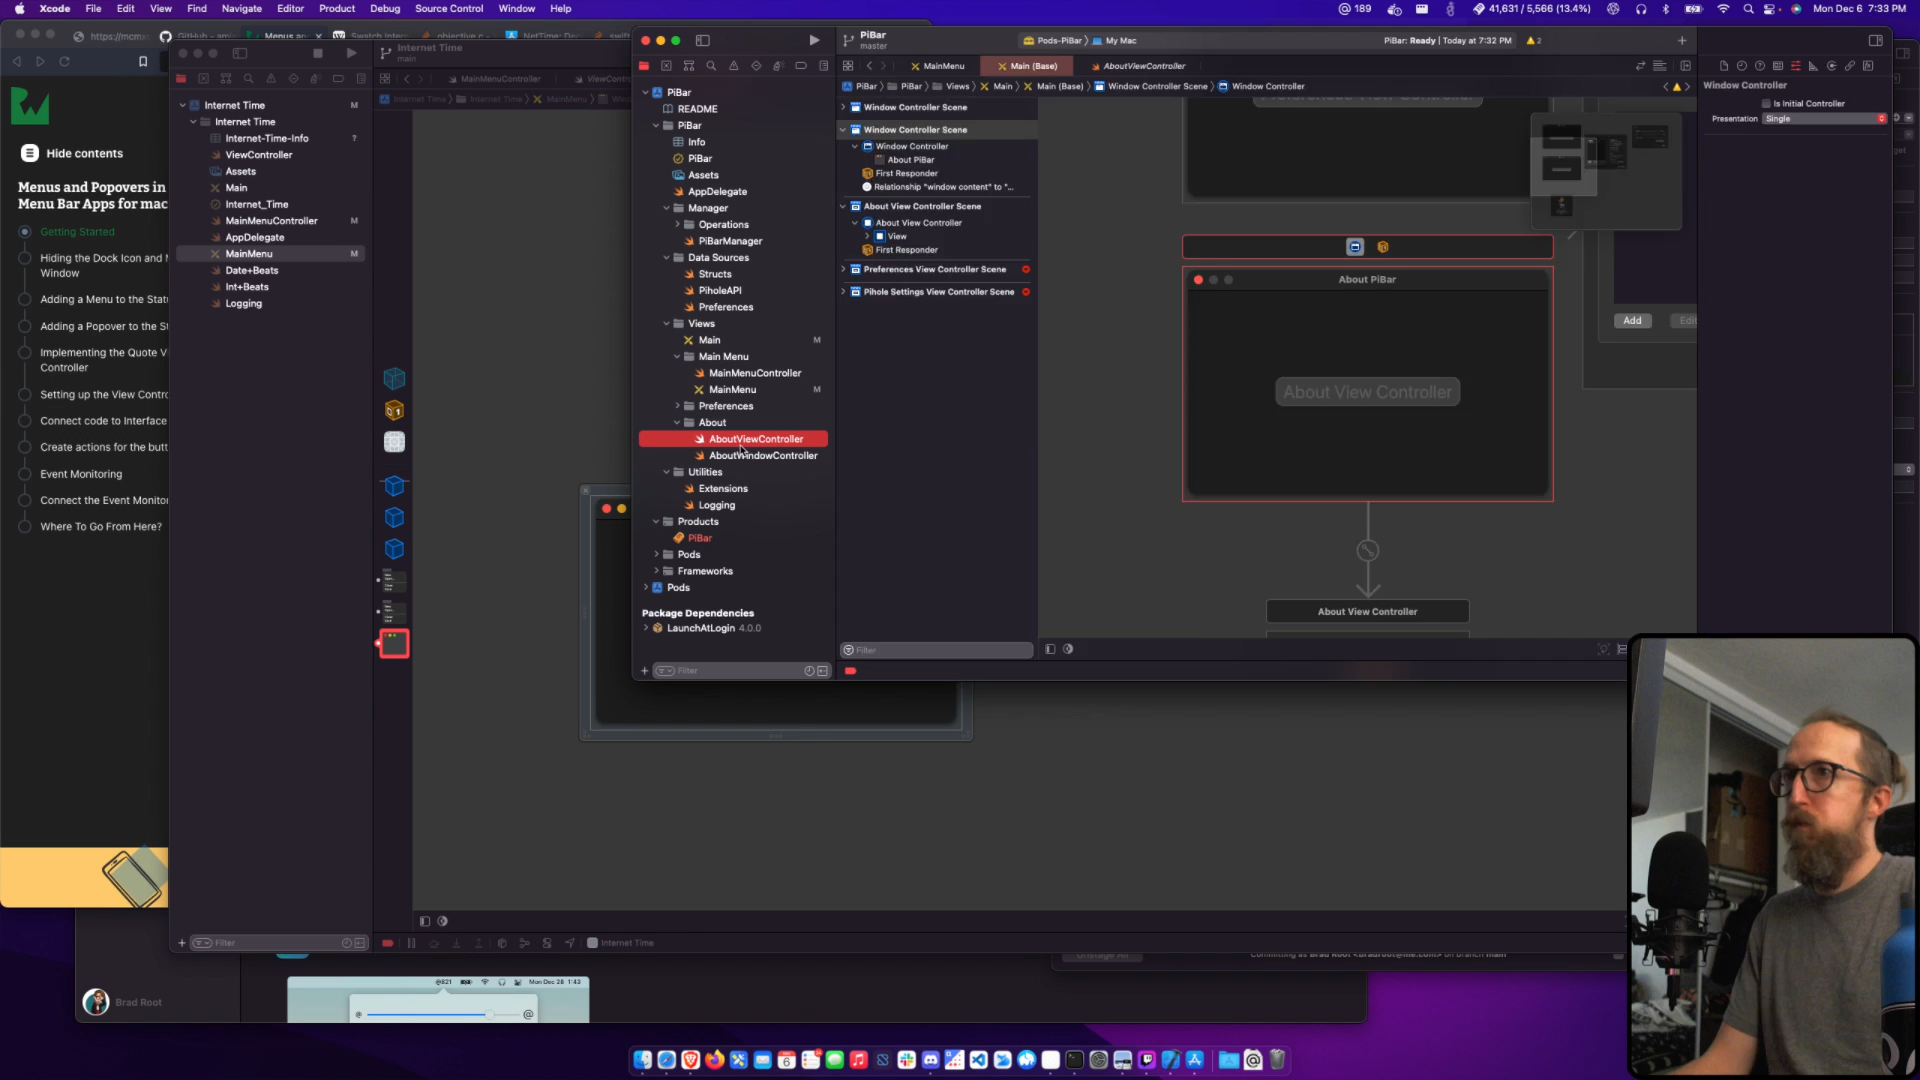 Xcode File Edit View Find Navigate Editor Product Debug Source Control Window Help
@ 189
41,631 / 5,566 (13.4%)
Mon Dec 6 7:33 PM
Hide contents
Menus and Popovers in
Menu Bar Apps for mac
Getting Started
Hiding the Dock Icon and
Window
Adding a Menu to the Stat
Adding a Popover to the St
Implementing the Quote V
Controller
Setting up the View Contro
Connect code to Interface
Create actions for the butt
Event Monitoring
Connect the Event Monitor
Where To Go From Here?
Internet Time
main
Internet Time M
Internet Time
Internet-Time-Info ?
ViewController
Assets
Main
Internet_Time
MainMenuController M
AppDelegate
MainMenu M
Date+Beats
Int+Beats
Logging
Filter
MainMenuController
Internet Time
PiBar
README
PiBar
Info
PiBar
Assets
AppDelegate
Manager
Operations
PiBarManager
Data Sources
Structs
PiholeAPI
Preferences
Views
Main M
Main Menu
MainMenuController
MainMenu M
Preferences
About
AboutViewController
AboutWindowController
Utilities
Extensions
Logging
Products
PiBar
Pods
Frameworks
Pods
Package Dependencies
LaunchAtLogin 4.0.0
Filter
PiBar
master
Pods-PiBar My Mac
PiBar: Ready | Today at 7:32 PM
2
MainMenu
Main (Base)
AboutViewController
PiBar PiBar Views Main Main (Base) Window Controller Scene Window Controller
Window Controller Scene
Window Controller Scene
Window Controller
About PiBar
First Responder
Relationship "window content" to "...
About View Controller Scene
About View Controller
View
First Responder
Preferences View Controller Scene
Pihole Settings View Controller Scene
Filter
About PiBar
About View Controller
About View Controller
Add
Window Controller
Is Initial Controller
Presentation Single
Brad Root
@821
Mon Dec 28 1:43